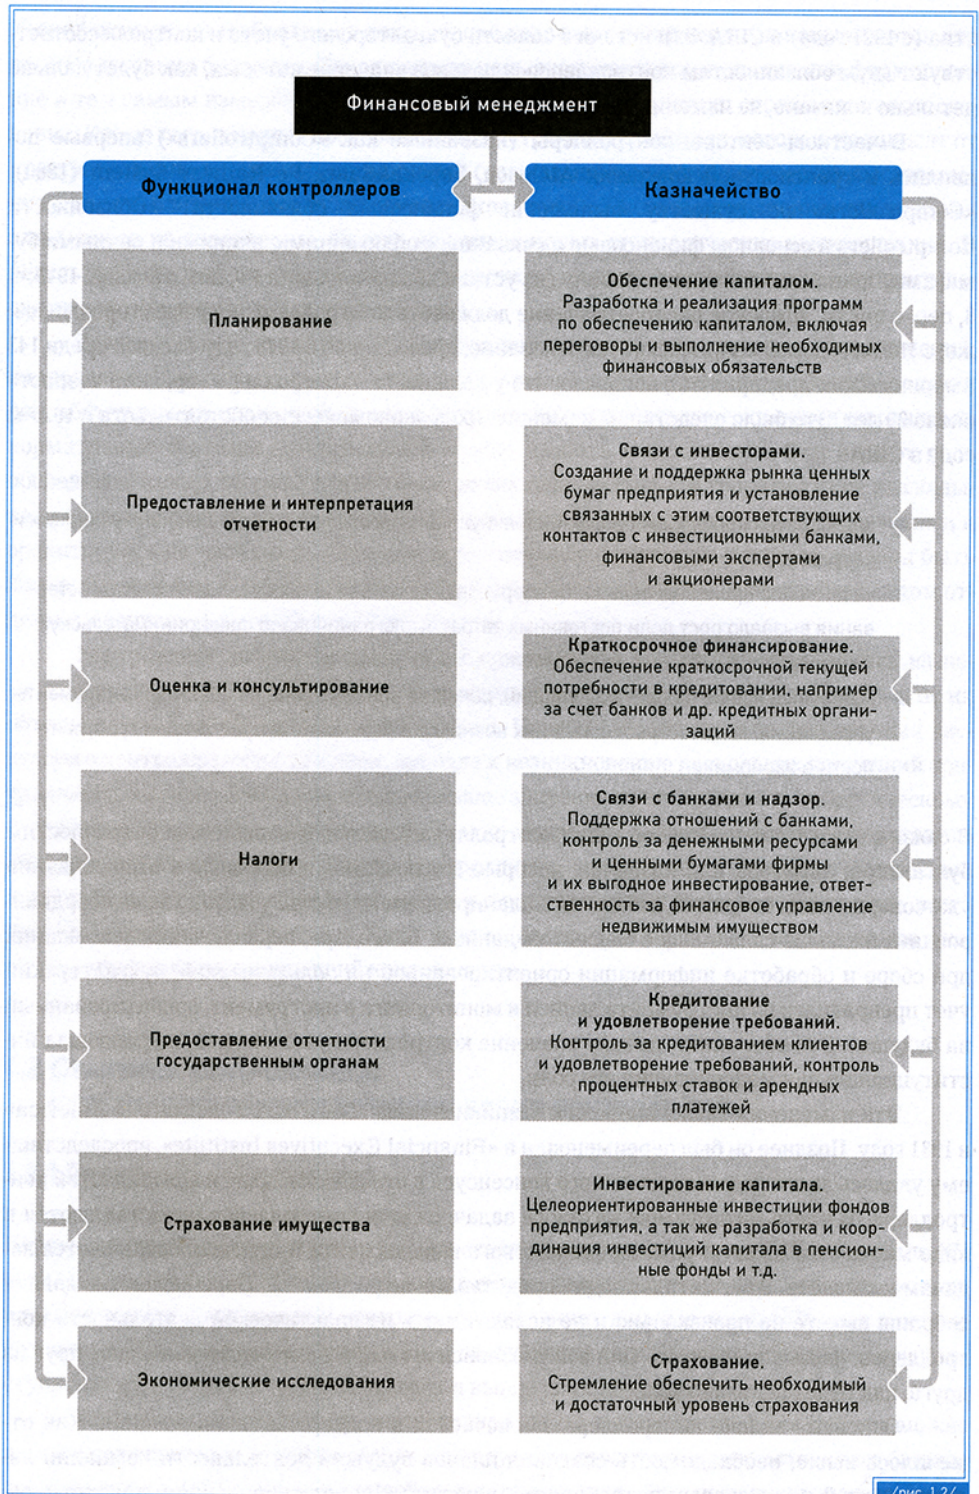 Финансовый менеджмент
Функционал контроллеров
Казначейство
Планирование
Обеспечение капиталом.
Разработка и реализация программ
по обеспечению капиталом, включая
переговоры и выполнение необходимых
финансовых обязательств
Предоставление и интерпретация
отчетности
Связи с инвесторами.
Создание и поддержка рынка ценных
бумаг предприятия и установление
связанных с этим соответствующих
контактов с инвестиционными банками,
финансовыми экспертами
и акционерами
Оценка и консультирование
Краткосрочное финансирование.
Обеспечение краткосрочной текущей
потребности в кредитовании, например
за счет банков и др. кредитных органи-
заций
Налоги
Связи с банками и надзор.
Поддержка отношений с банками,
контроль за денежными ресурсами
и ценными бумагами фирмы
и их выгодное инвестирование, ответ-
ственность за финансовое управление
недвижимым имуществом
Предоставление отчетности
государственным органам
Кредитование
и удовлетворение требований.
Контроль за кредитованием клиентов
и удовлетворение требований, контроль
процентных ставок и арендных
платежей
Страхование имущества
Инвестирование капитала.
Целеориентированные инвестиции фондов
предприятия, а так же разработка и коор-
динация инвестиций капитала в пенсион-
ные фонды и т.д.
Экономические исследования
Страхование.
Стремление обеспечить необходимый
и достаточный уровень страхования
/рис. 1.2/